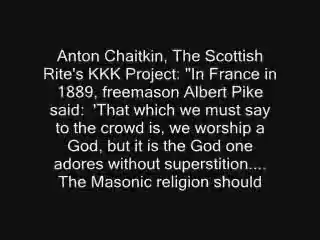 Anton Chaitkin, The Scottish
Rite's KKK Project: "In France in
1889, freemason Albert Pike
said:  'That which we must say
to the crowd is, we worship a
God, but it is the God one
adores without superstition....
The Masonic religion should